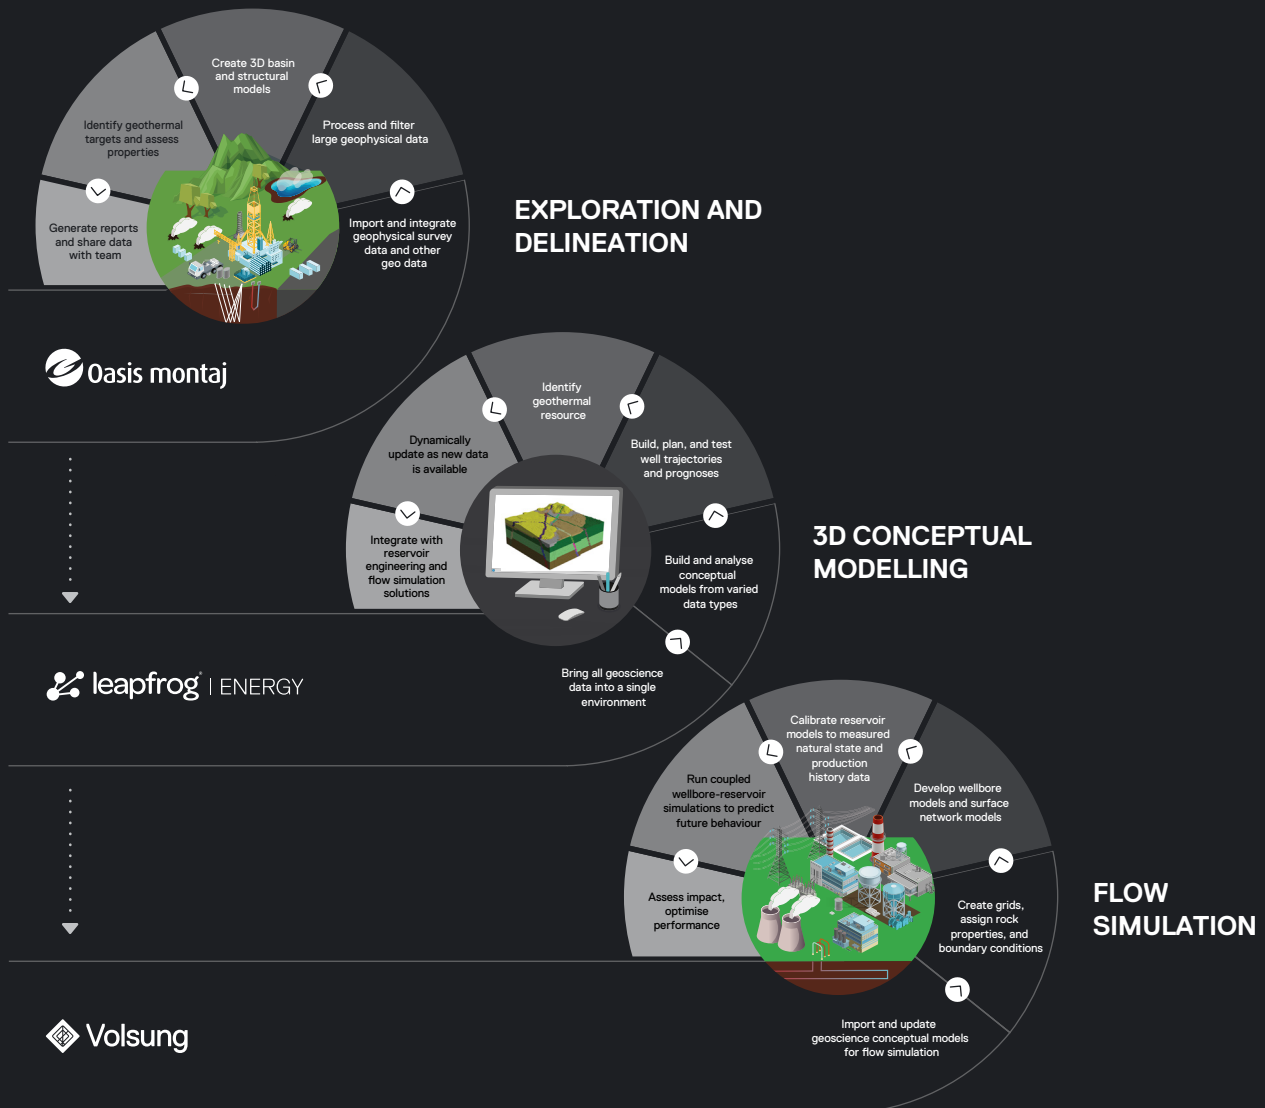 Create 3D basin
and structural
models
Identify geothermal
targets and assess
properties
Process and filter
large geophysical data
Generate reports
and share data
with team
Import and integrate
geophysical survey
data and other
geo data
EXPLORATION AND
DELINEATION
Oasis montaj
Identify
geothermal
resource
Dynamically
update as new data
is available
Build, plan, and test
well trajectories
and prognoses
Integrate with
reservoir
engineering and
flow simulation
solutions
Build and analyse
conceptual
models from varied
data types
3D CONCEPTUAL
MODELLING
Bring all geoscience
data into a single
environment
leapfrog | ENERGY
Calibrate reservoir
models to measured
natural state and
production
history data
Run coupled
wellbore-reservoir
simulations to predict
future behaviour
Develop wellbore
models and surface
network models
Assess impact,
optimise
performance
Create grids,
assign rock
properties, and
boundary conditions
FLOW
SIMULATION
Import and update
geoscience conceptual models
for flow simulation
Volsung